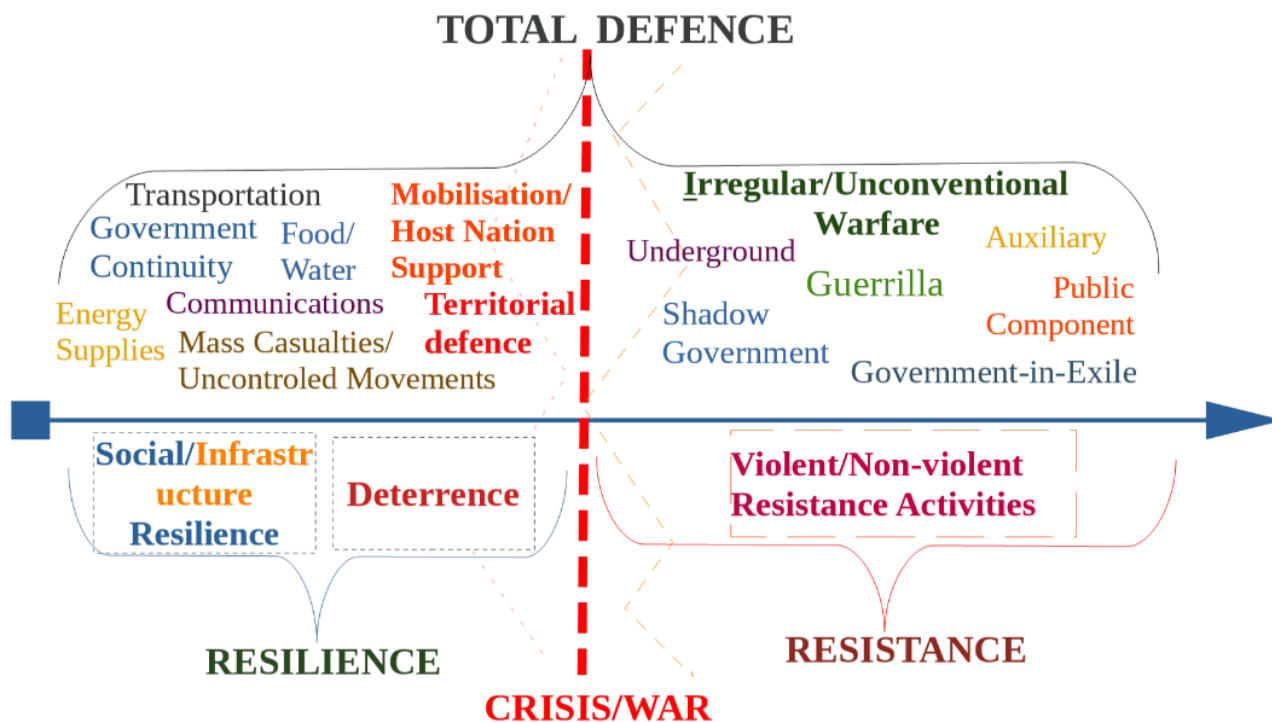 TOTAL DEFENCE
Transportation
Government
Continuity
Food/
Water
Mobilisation/
Host Nation
Support
Energy
Supplies
Communications
Territorial
defence
Mass Casualties/
Uncontroled Movements
Irregular/Unconventional
Warfare
Underground
Auxiliary
Guerrilla
Public
Component
Shadow
Government
Government-in-Exile
Social/Infrastr
ucture
Resilience
Deterrence
Violent/Non-violent
Resistance Activities
RESILIENCE
RESISTANCE
CRISIS/WAR